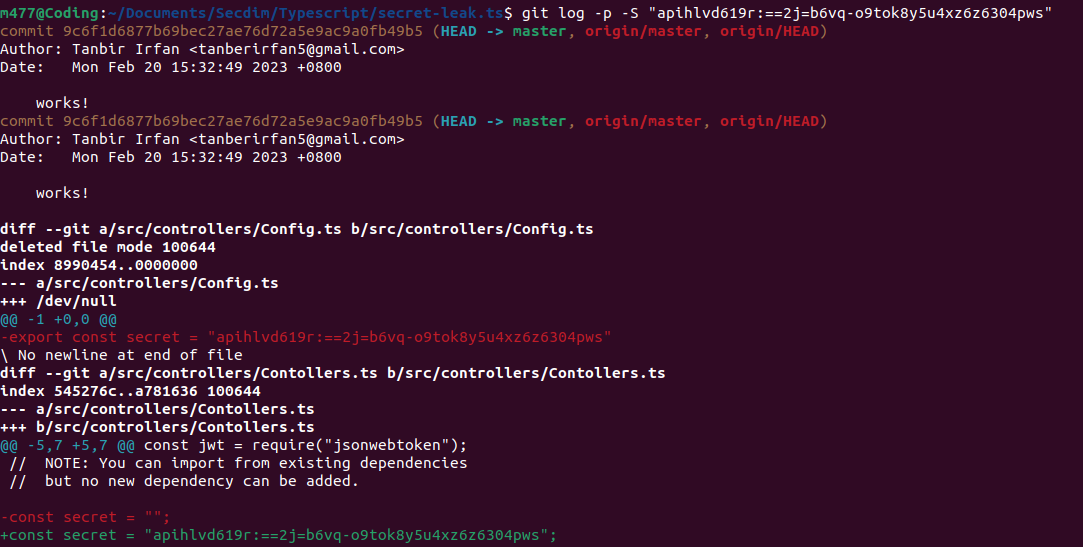 m477@Coding:~/Documents/Secdim/Typescript/secret-leak.ts$ git log -p -S "apihlvd619r:==2j=b6vq-o9tok8y5u4xz6z6304pws"
commit 9c6f1d6877b69bec27ae76d72a5e9ac9a0fb49b5 (HEAD -> master, origin/master, origin/HEAD)
Author: Tanbir Irfan <tanberirfan5@gmail.com>
Date:   Mon Feb 20 15:32:49 2023 +0800
    works!
commit 9c6f1d6877b69bec27ae76d72a5e9ac9a0fb49b5 (HEAD -> master, origin/master, origin/HEAD)
Author: Tanbir Irfan <tanberirfan5@gmail.com>
Date:   Mon Feb 20 15:32:49 2023 +0800
    works!
diff --git a/src/controllers/Config.ts b/src/controllers/Config.ts
deleted file mode 100644
index 8990454..0000000
--- a/src/controllers/Config.ts
+++ /dev/null
@@ -1 +0,0 @@
-export const secret = "apihlvd619r:==2j=b6vq-o9tok8y5u4xz6z6304pws"
\ No newline at end of file
diff --git a/src/controllers/Contollers.ts b/src/controllers/Contollers.ts
index 545276c..a781636 100644
--- a/src/controllers/Contollers.ts
+++ b/src/controllers/Contollers.ts
@@ -5,7 +5,7 @@ const jwt = require("jsonwebtoken");
 //  NOTE: You can import from existing dependencies
 //  but no new dependency can be added.
-const secret = "";
+const secret = "apihlvd619r:==2j=b6vq-o9tok8y5u4xz6z6304pws";